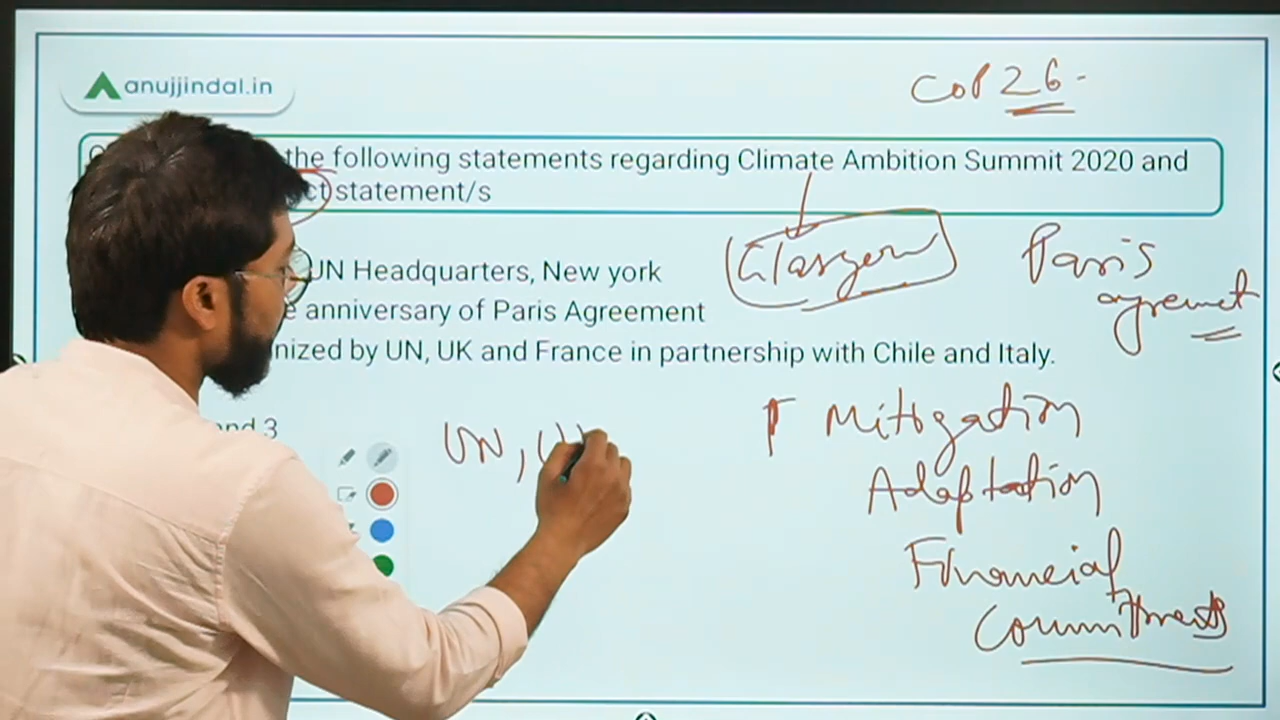 anujjindal.in
COP 26.
the following statements regarding Climate Ambition Summit 2020 and
ct statement/s
Glasgow
Paris
agreement
UN Headquarters, New york
e anniversary of Paris Agreement
nized by UN, UK and France in partnership with Chile and Italy.
and 3
UN, U
Mitigation
Adaptation
Financial
Commitments